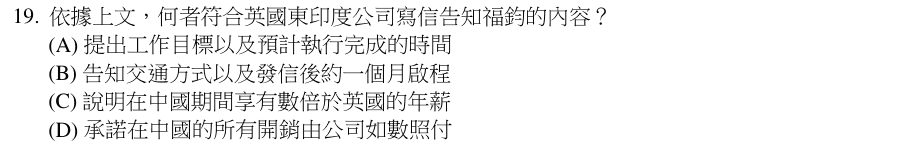 19. 依據上文，何者符合英國東印度公司寫信告知福鈞的內容？
(A) 提出工作目標以及預計執行完成的時間
(B) 告知交通方式以及發信後約一個月啟程
(C) 說明在中國期間享有數倍於英國的年薪
(D) 承諾在中國的所有開銷由公司如數照付